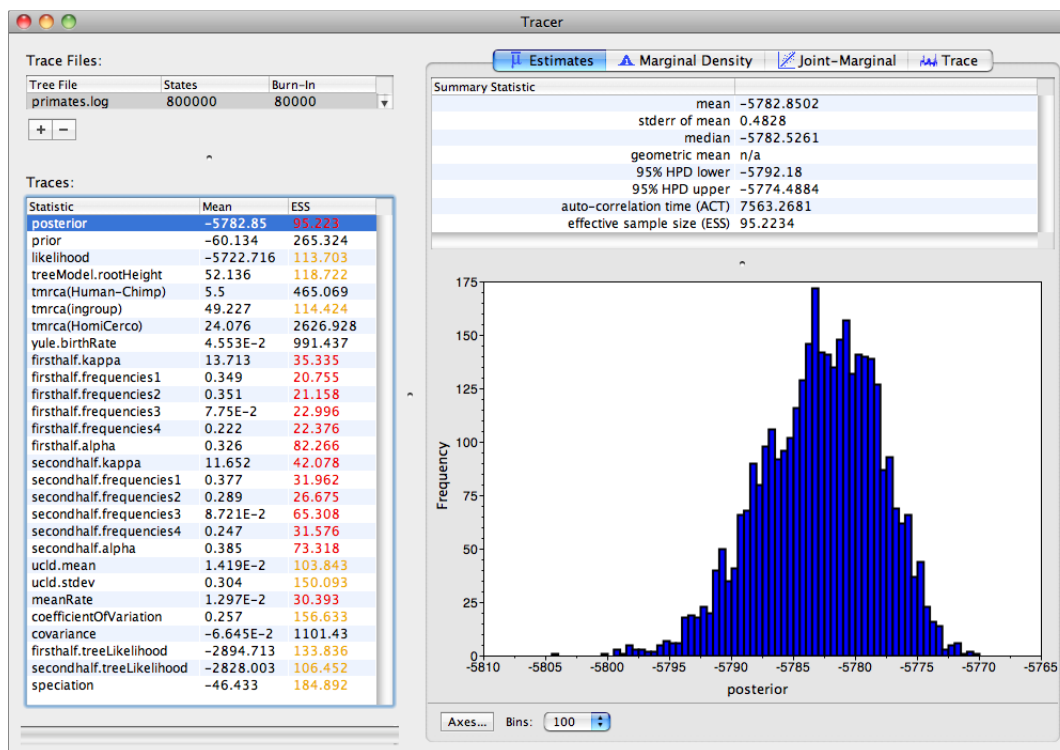 Tracer
Trace Files:
Tree File States Burn-In
primates.log 800000 80000
+ −
Traces:
Statistic Mean ESS
posterior -5782.85 95.223
prior -60.134 265.324
likelihood -5722.716 113.703
treeModel.rootHeight 52.136 118.722
tmrca(Human-Chimp) 5.5 465.069
tmrca(ingroup) 49.227 114.424
tmrca(HomiCerco) 24.076 2626.928
yule.birthRate 4.553E-2 991.437
firsthalf.kappa 13.713 35.335
firsthalf.frequencies1 0.349 20.755
firsthalf.frequencies2 0.351 21.158
firsthalf.frequencies3 7.75E-2 22.996
firsthalf.frequencies4 0.222 22.376
firsthalf.alpha 0.326 82.266
secondhalf.kappa 11.652 42.078
secondhalf.frequencies1 0.377 31.962
secondhalf.frequencies2 0.289 26.675
secondhalf.frequencies3 8.721E-2 65.308
secondhalf.frequencies4 0.247 31.576
secondhalf.alpha 0.385 73.318
ucld.mean 1.419E-2 103.843
ucld.stdev 0.304 150.093
meanRate 1.297E-2 30.393
coefficientOfVariation 0.257 156.633
covariance -6.645E-2 1101.43
firsthalf.treeLikelihood -2894.713 133.836
secondhalf.treeLikelihood -2828.003 106.452
speciation -46.433 184.892
μ Estimates Marginal Density Joint-Marginal Trace
Summary Statistic
mean -5782.8502
stderr of mean 0.4828
median -5782.5261
geometric mean n/a
95% HPD lower -5792.18
95% HPD upper -5774.4884
auto-correlation time (ACT) 7563.2681
effective sample size (ESS) 95.2234
175
150
125
100
75
50
25
0
Frequency
-5810 -5805 -5800 -5795 -5790 -5785 -5780 -5775 -5770 -5765
posterior
Axes... Bins: 100